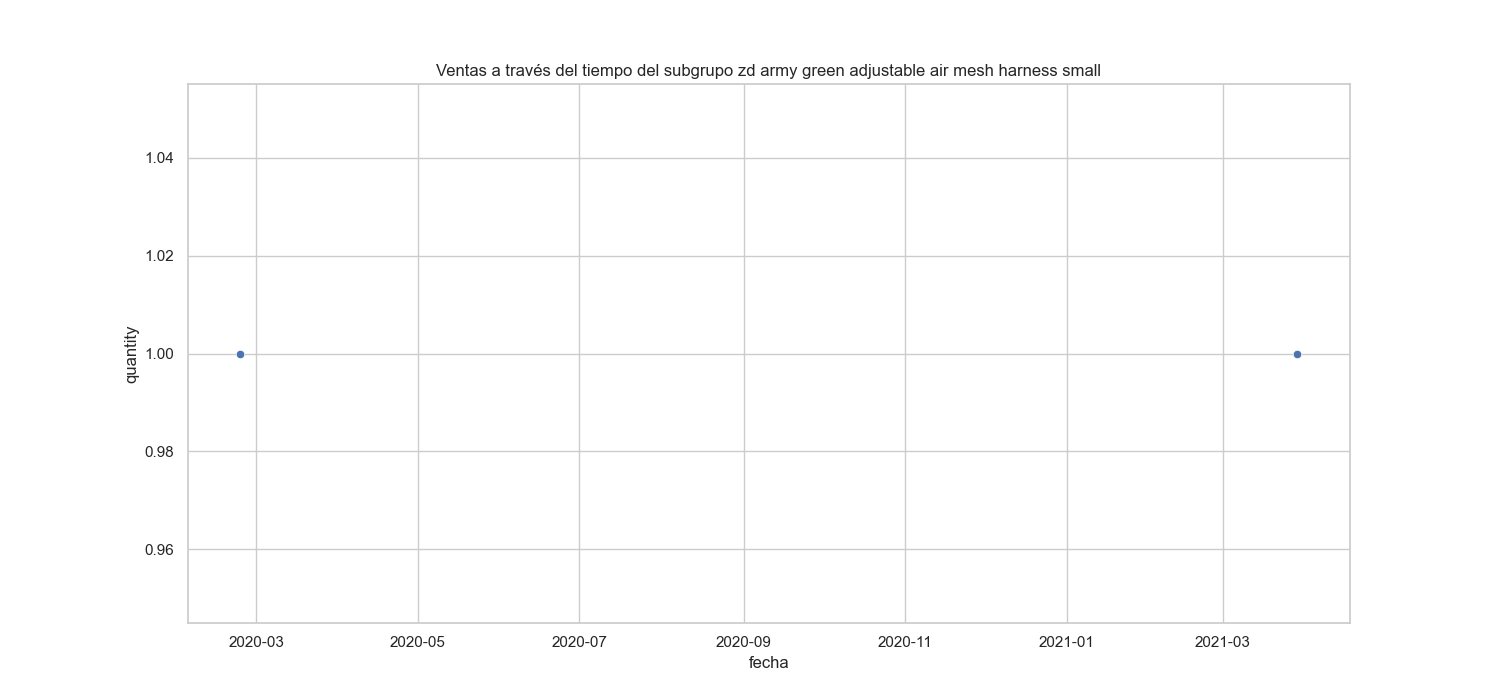 Ventas a través del tiempo del subgrupo zd army green adjustable air mesh harness small
1.04
1.02
1.00
0.98
0.96
quantity
2020-03 2020-05 2020-07 2020-09 2020-11 2021-01 2021-03
fecha